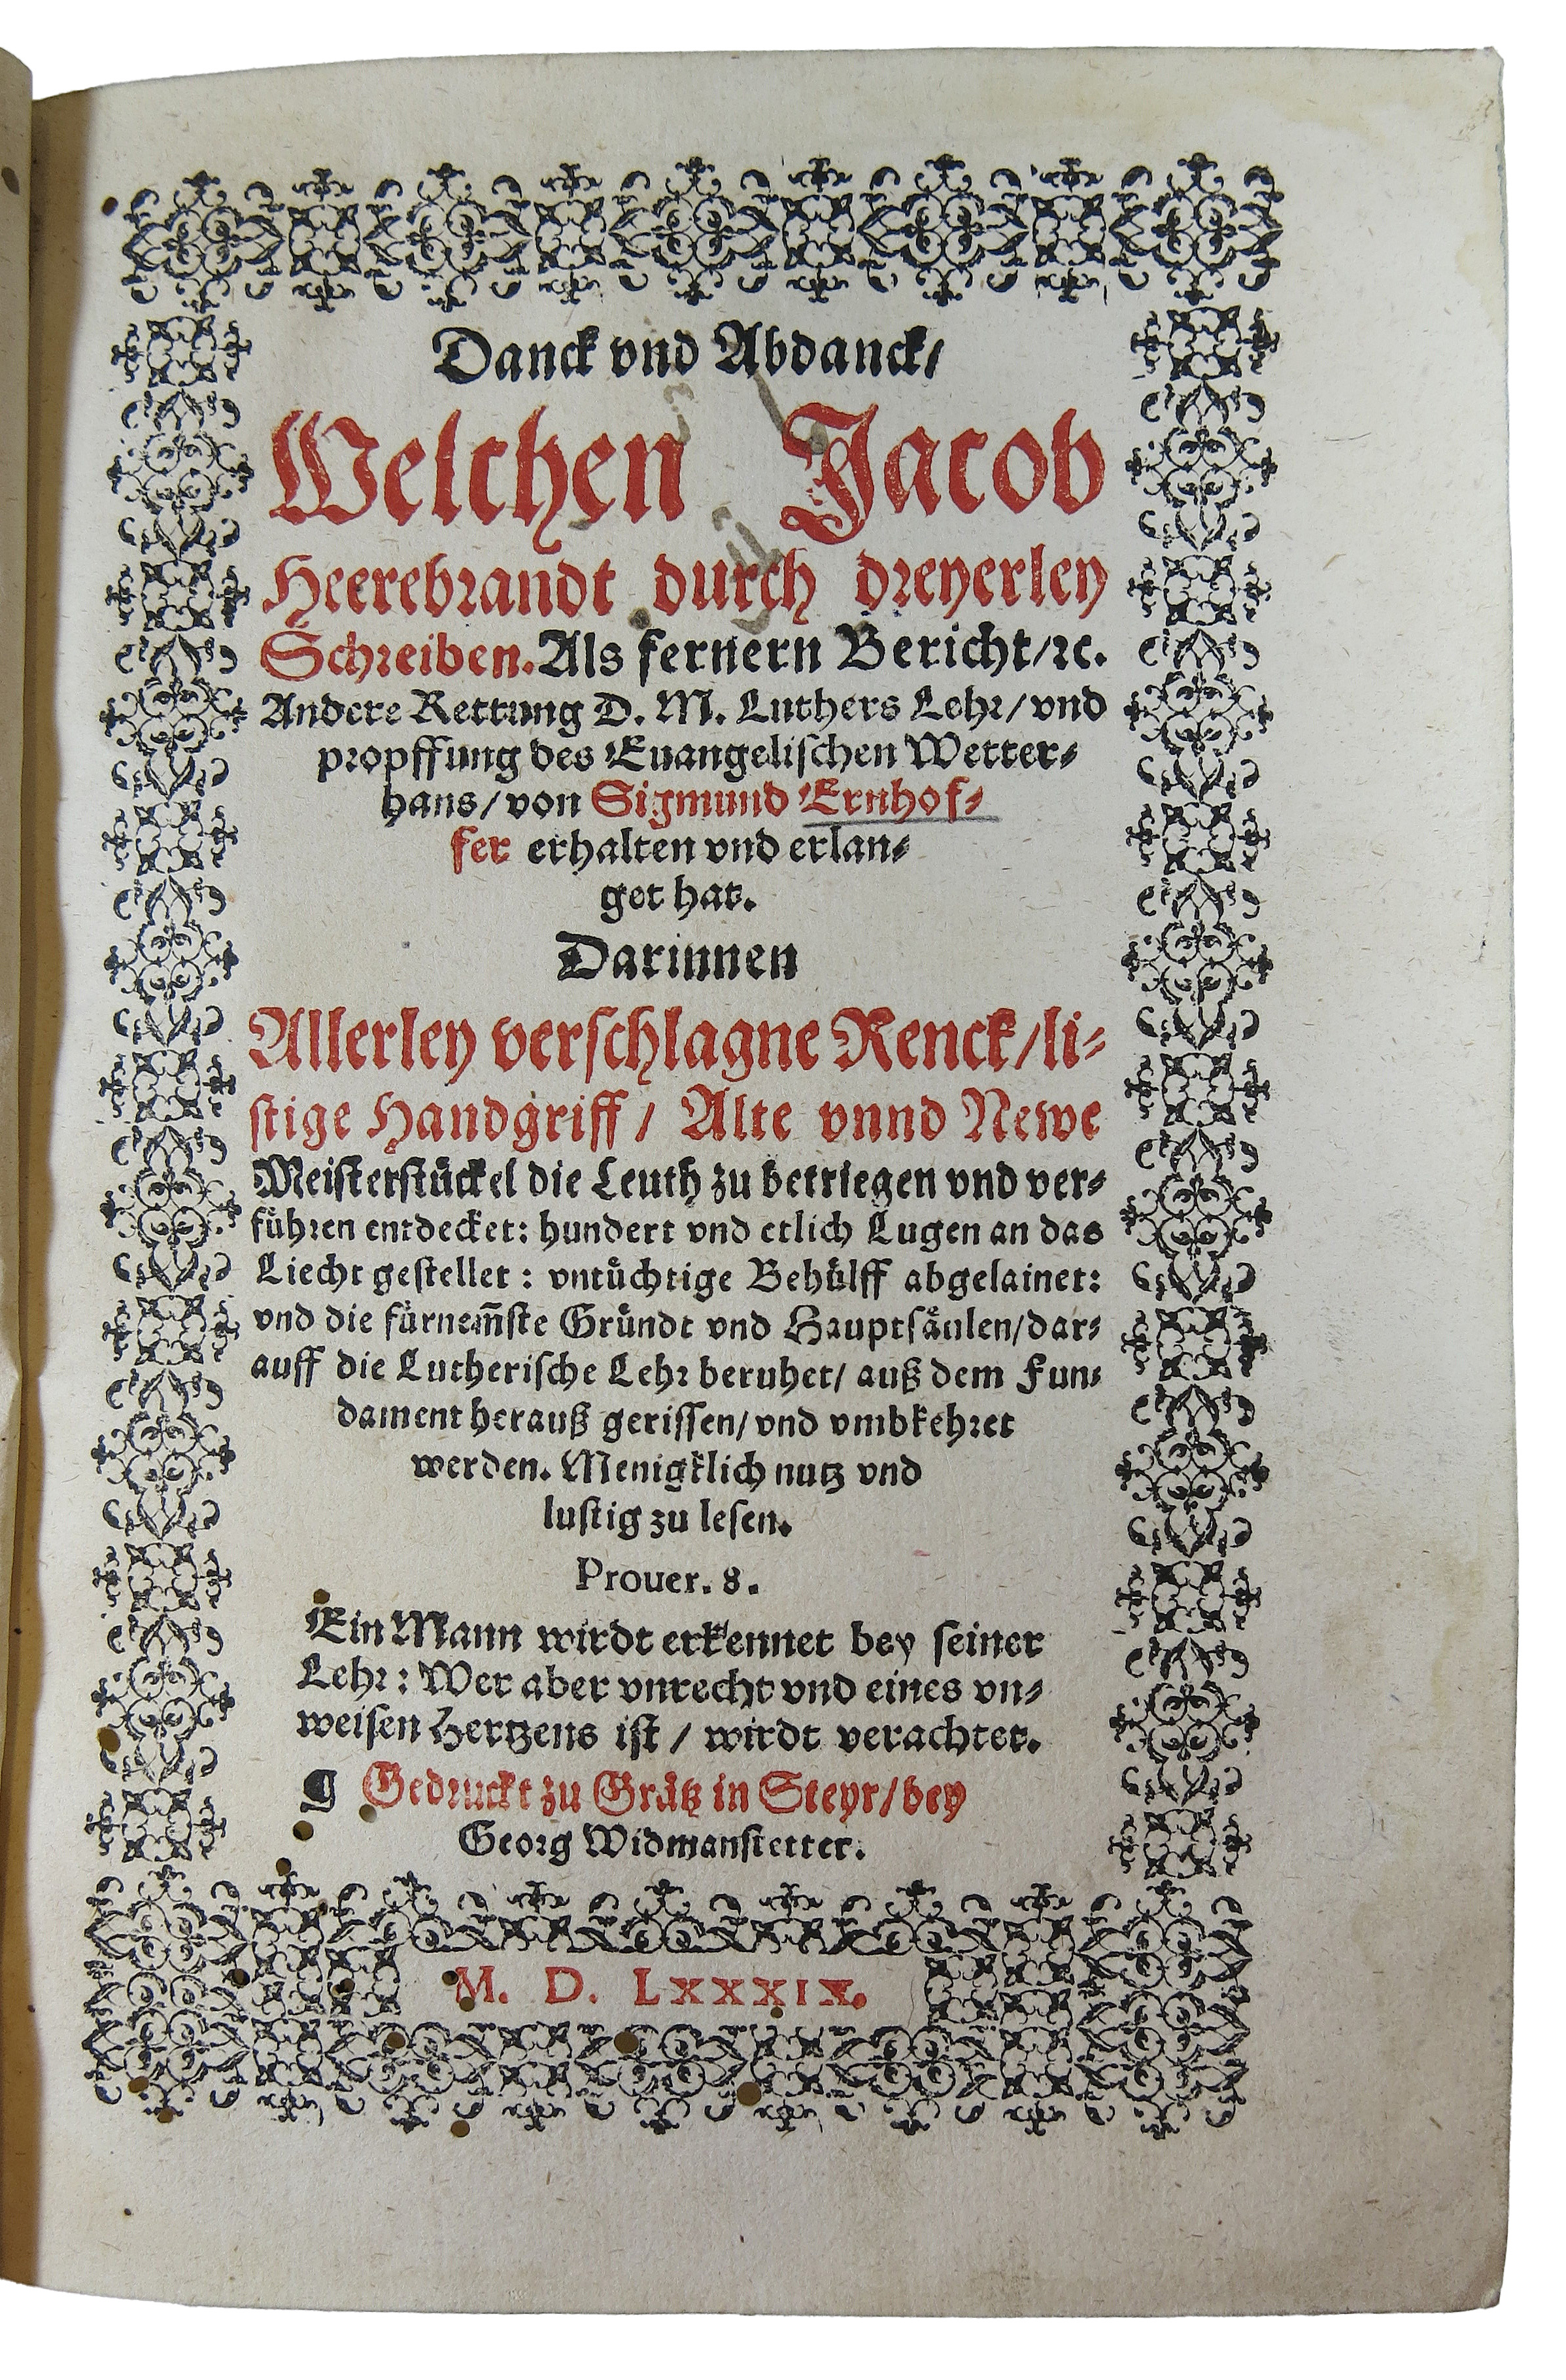 Danck vnd Abdanck/
Welchen Jacob
Heerebrandt durch dreyerley
Schreiben. Als fernern Bericht/ꝛc.
Andere Rettung D. M. Luthers Lehr/vnd
propffung des Euangelischen Wetter⸗
hans/von Sigmund Ernhof⸗
fer erhalten vnd erlan⸗
get hat.
Darinnen
Allerley verschlagne Renck/li⸗
stige Handgriff/ Alte vnnd Newe
Meisterstückel die Leuth zu betriegen vnd ver⸗
führen entdecket: hundert vnd etlich Lugen an das
Liecht gestellet: vntüchtige Behülff abgelainet:
vnd die fürnem̃ste Gründt vnd Hauptsäulen/dar⸗
auff die Lutherische Lehr beruhet/ auß dem Fun⸗
dament herauß gerissen/vnd vmbkehret
werden. Menigklich nutz vnd
lustig zu lesen.
Prouer. 8.
Ein Mann wirdt erkennet bey seiner
Lehr: Wer aber vnrecht vnd eines vn⸗
weisen Hertzens ist/ wirdt verachtet.
Gedruckt zu Grätz in Steyr/bey
Georg Widmanstetter.
M. D. LXXXIX.